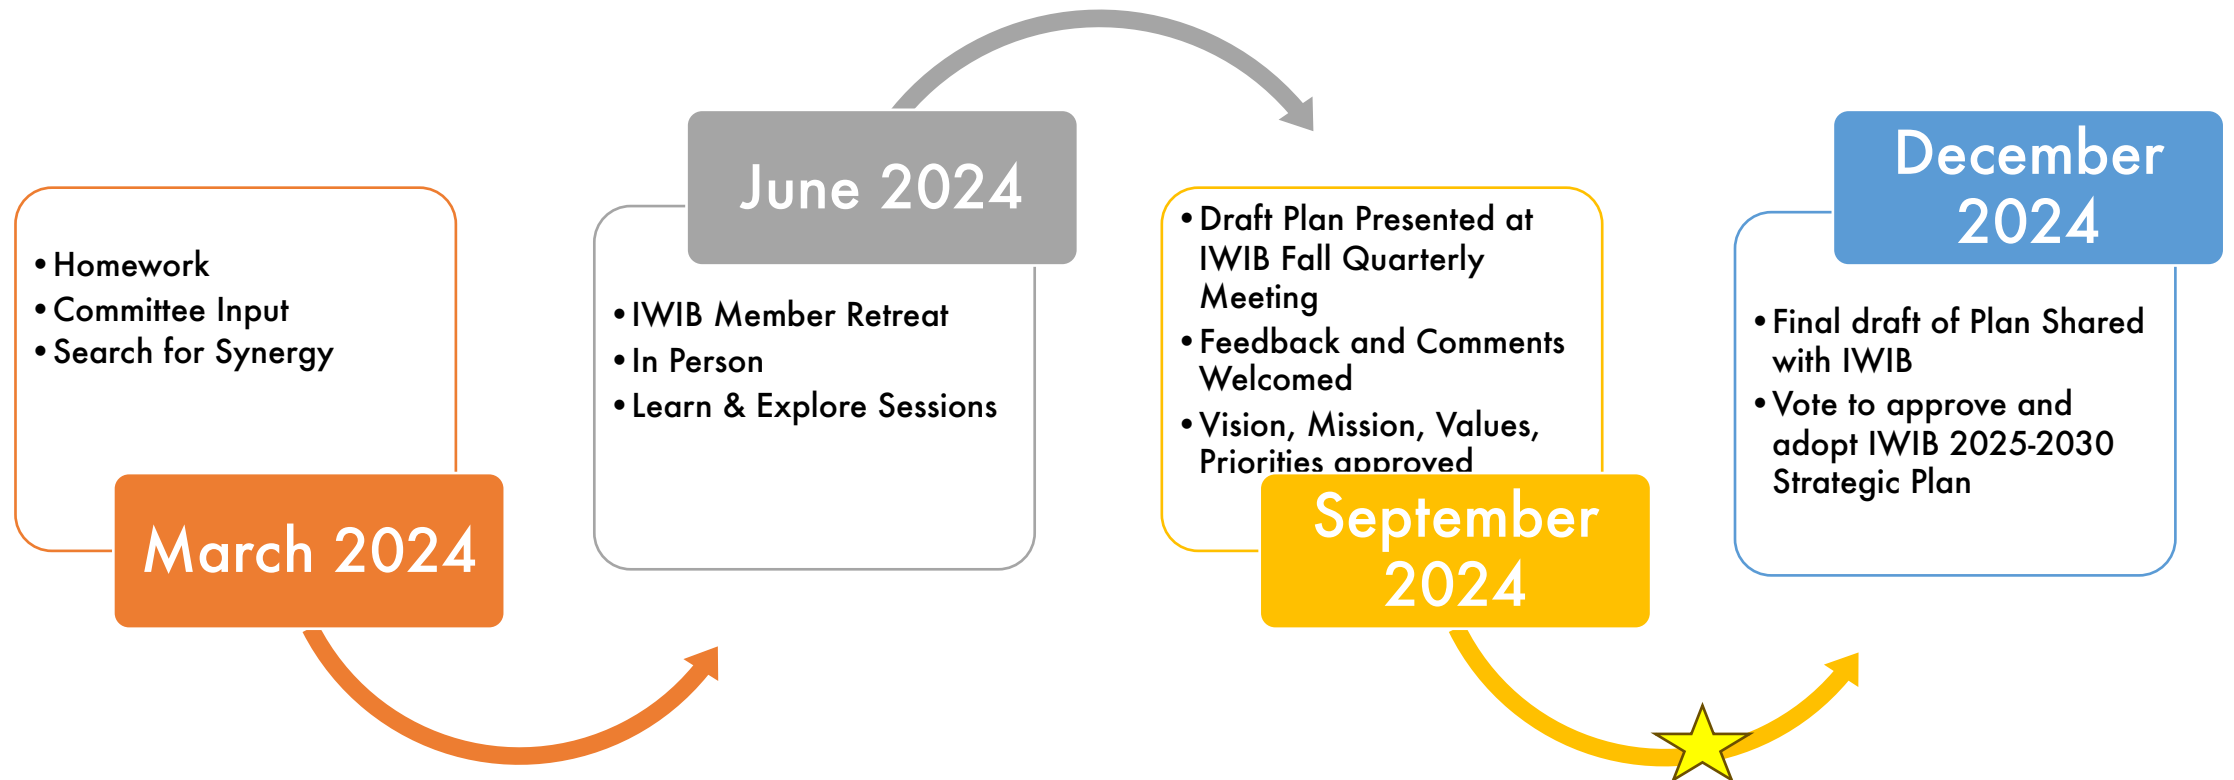 • Homework
• Committee Input
• Search for Synergy
March 2024
June 2024
• IWIB Member Retreat
• In Person
• Learn & Explore Sessions
• Draft Plan Presented at
IWIB Fall Quarterly
Meeting
• Feedback and Comments
Welcomed
• Vision, Mission, Values,
Priorities approved
September
2024
December
2024
• Final draft of Plan Shared
with IWIB
• Vote to approve and
adopt IWIB 2025-2030
Strategic Plan